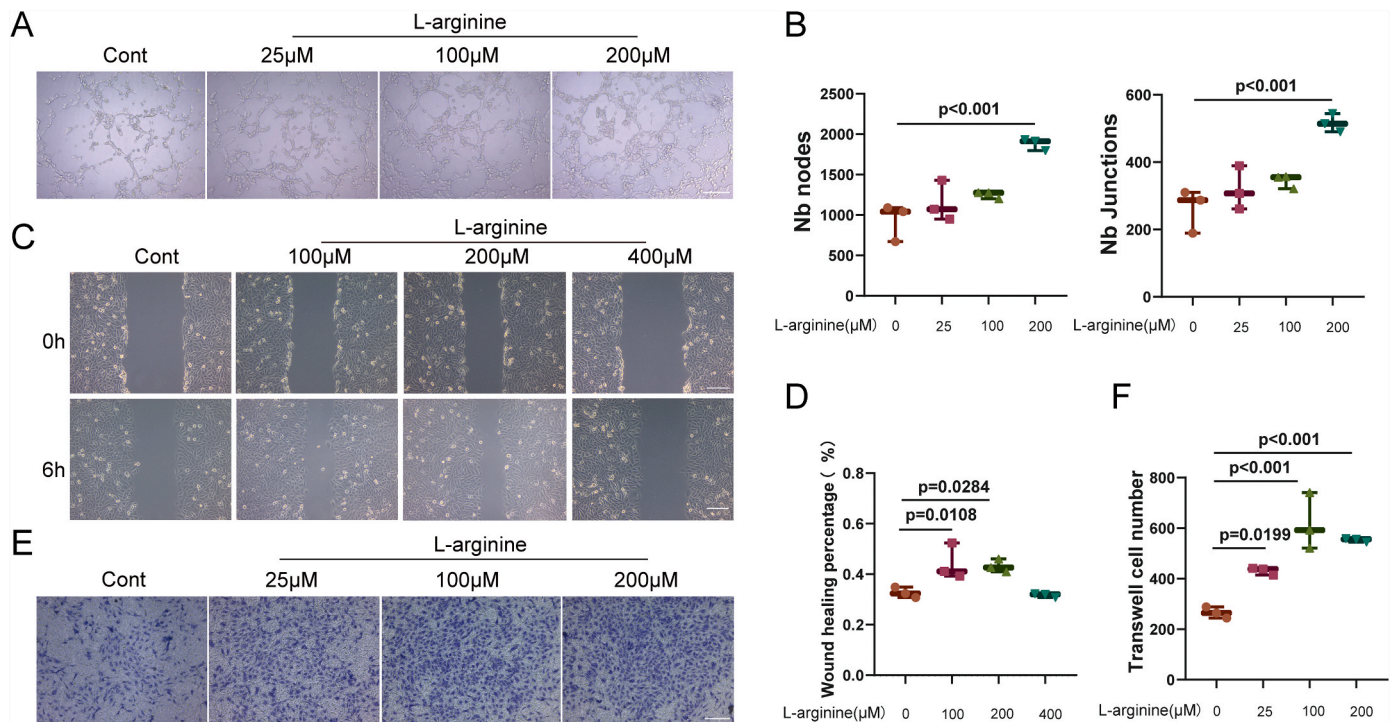 A
L-arginine
Cont 25μM 100μM 200μM
B
Nb nodes
2500
2000
1500
1000
500
0
p<0.001
L-arginine(μM) 0 25 100 200
Nb Junctions
600
400
200
0
p<0.001
L-arginine(μM) 0 25 100 200
C
L-arginine
Cont 100μM 200μM 400μM
0h
6h
D
Wound healing percentage ( %)
0.8
0.6
0.4
0.2
0.0
p=0.0284
p=0.0108
L-arginine(μM) 0 100 200 400
E
L-arginine
Cont 25μM 100μM 200μM
F
Transwell cell number
800
600
400
200
0
p<0.001
p<0.001
p=0.0199
L-arginine(μM) 0 25 100 200